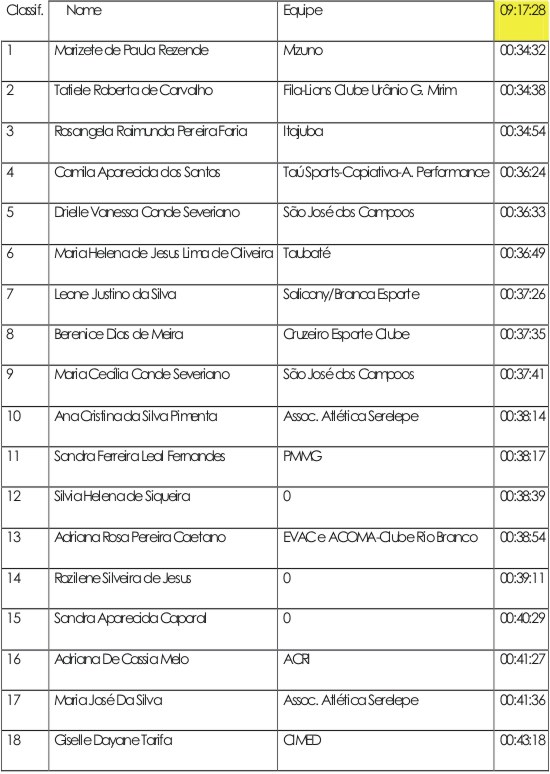 Classif. Name Equipe 09:17:28
1 Marizete de Paula Rezende Mizuno 00:34:32
2 Tatiele Roberta de Carvalho Fila-Lians Clube Urânio G. Mirim 00:34:38
3 Rosangela Raimunda Pereira Faria Itajuba 00:34:54
4 Camila Aparecida dos Santos Taú Sports-Copiativa-A. Performance 00:36:24
5 Drielle Vanessa Conde Severiano São José dos Campoos 00:36:33
6 Maria Helena de Jesus Lima de Oliveira Taubaté 00:36:49
7 Leone Justino da Silva Salicony/Branca Esporte 00:37:26
8 Berenice Dias de Meira Cruzeiro Esporte Clube 00:37:35
9 Maria Cecília Conde Severiano São José dos Campoos 00:37:41
10 Ana Cristina da Silva Pimenta Assoc. Atlética Serelepe 00:38:14
11 Sandra Ferreira Leal Fernandes PMMG 00:38:17
12 Silvia Helena de Siqueira 0 00:38:39
13 Adriana Rosa Pereira Caetano EVAC e ACOMA-Clube Rio Branco 00:38:54
14 Rozilene Silveira de Jesus 0 00:39:11
15 Sandra Aparecida Caporal 0 00:40:29
16 Adriana De Cassia Melo ACRI 00:41:27
17 Maria José Da Silva Assoc. Atlética Serelepe 00:41:36
18 Giselle Dayane Tarifa CIMED 00:43:18